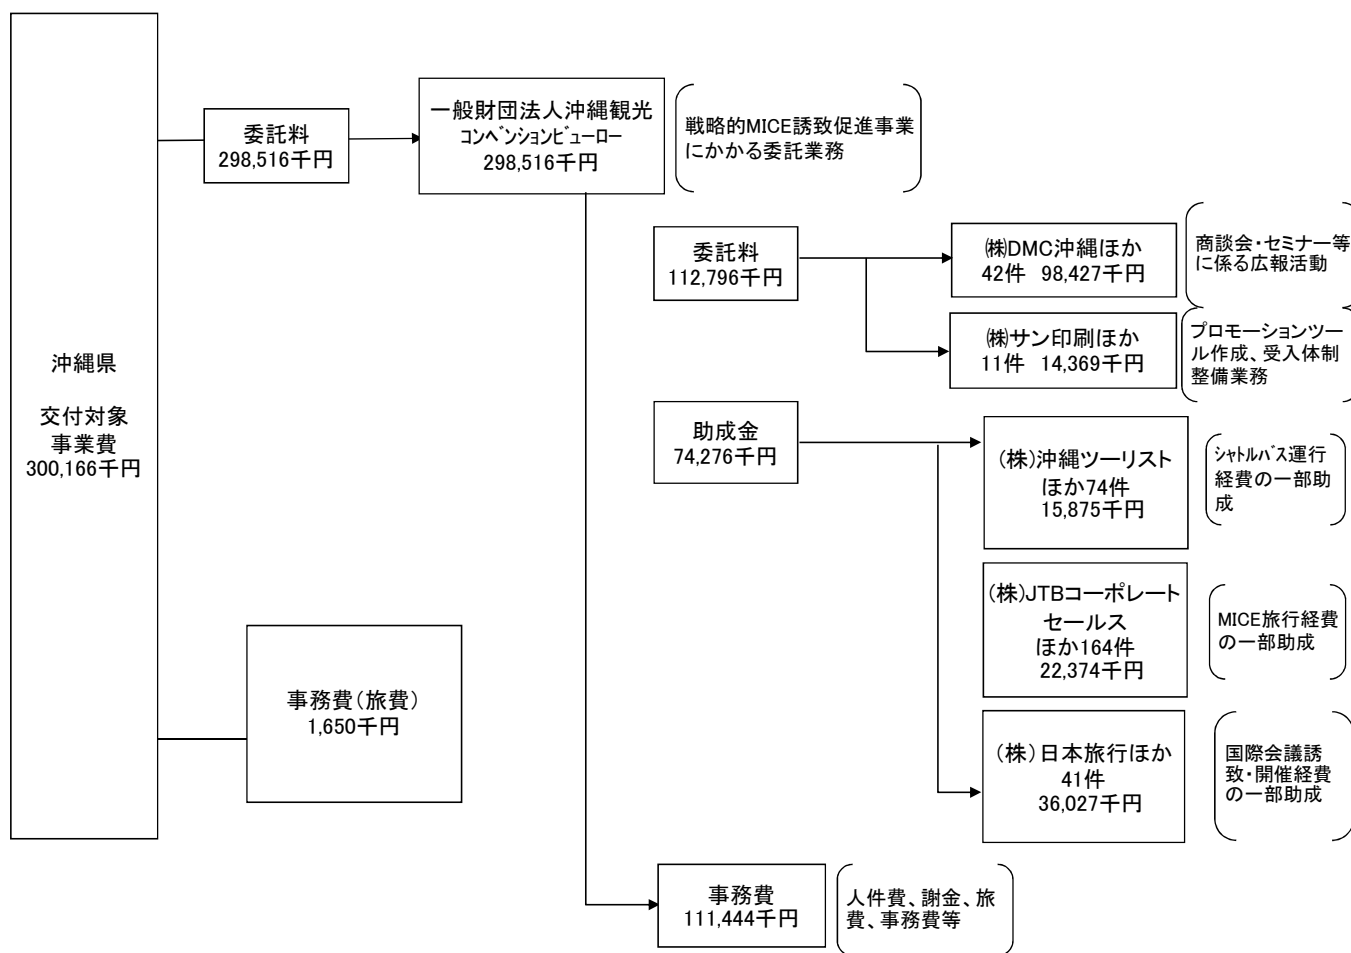 沖縄県
交付対象
事業費
300,166千円
委託料
298,516千円
一般財団法人沖縄観光
ｺﾝﾍﾞﾝｼｮﾝﾋﾞｭｰﾛｰ
298,516千円
戦略的MICE誘致促進事業
にかかる委託業務
委託料
112,796千円
㈱DMC沖縄ほか
42件 98,427千円
商談会・セミナー等
に係る広報活動
㈱サン印刷ほか
11件 14,369千円
プロモーションツー
ル作成、受入体制
整備業務
助成金
74,276千円
(株)沖縄ツーリスト
ほか74件
15,875千円
ｼｬﾄﾙﾊﾞｽ運行
経費の一部助
成
(株)JTBコーポレート
セールス
ほか164件
22,374千円
MICE旅行経費
の一部助成
(株)日本旅行ほか
41件
36,027千円
国際会議誘
致・開催経費
の一部助成
事務費(旅費)
1,650千円
事務費
111,444千円
人件費、謝金、旅
費、事務費等